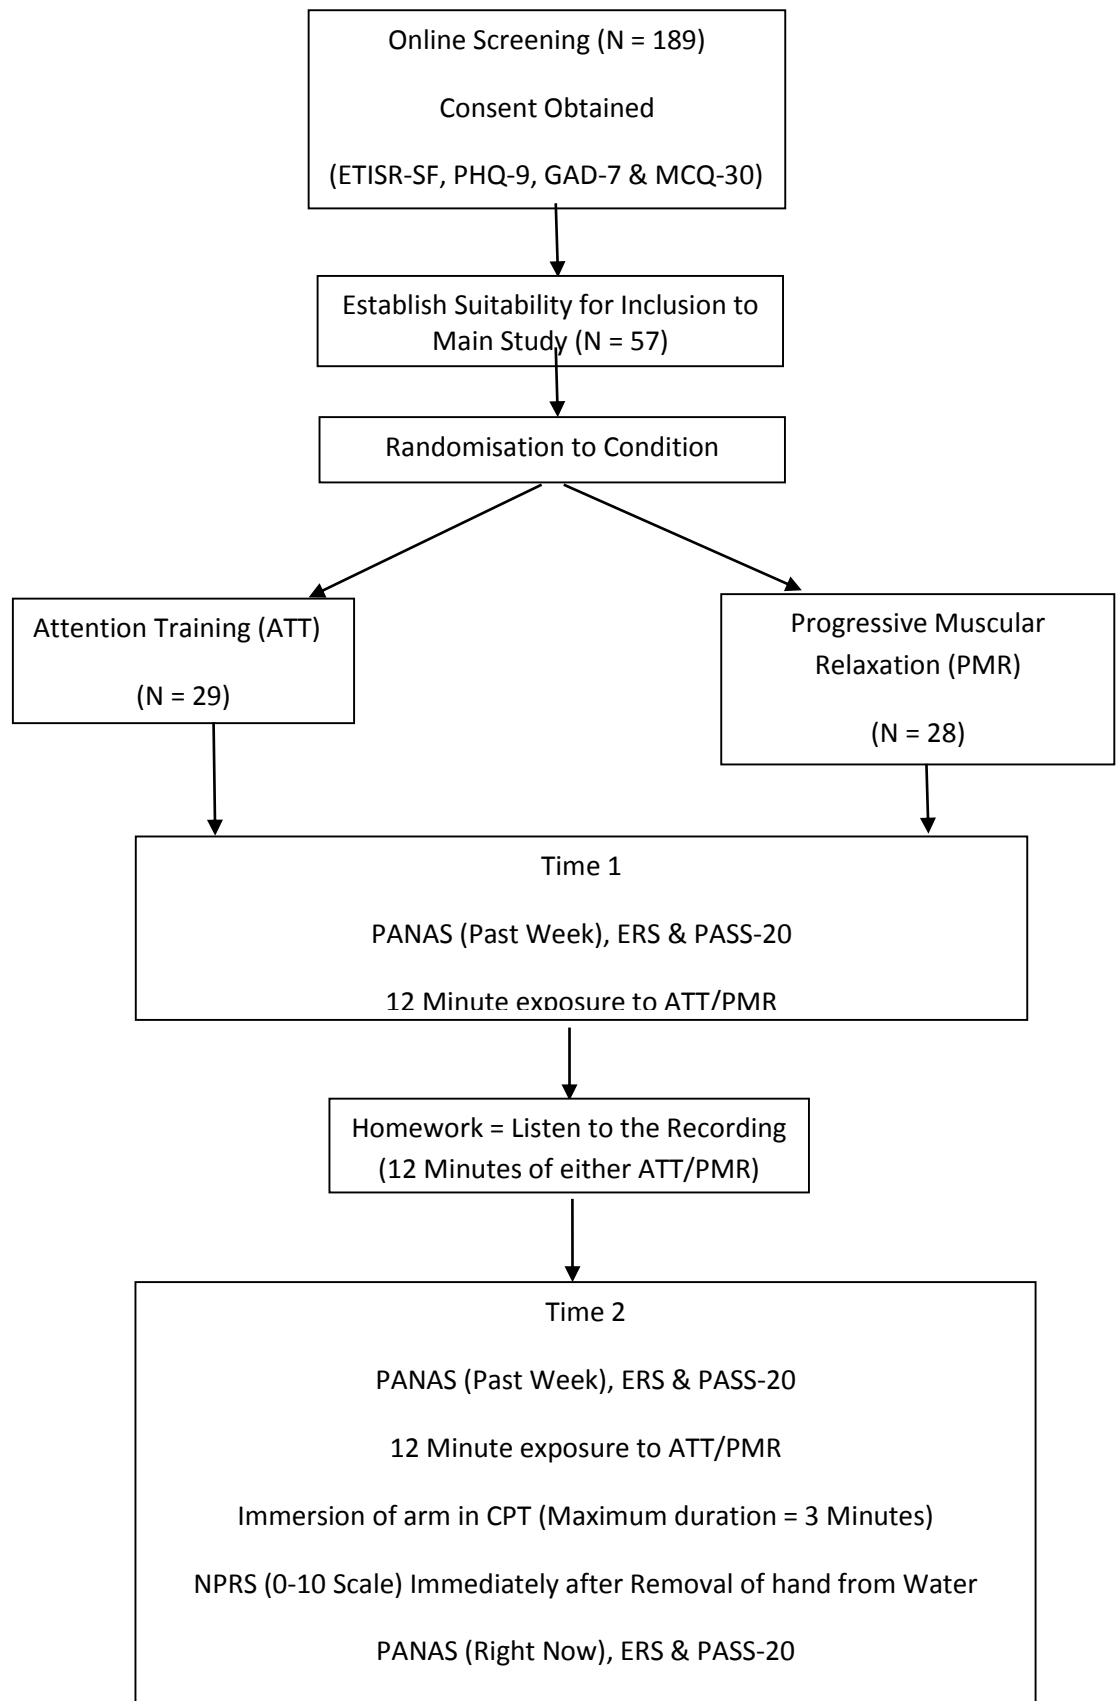 Online Screening (N = 189)
Consent Obtained
(ETISR-SF, PHQ-9, GAD-7 & MCQ-30)
Establish Suitability for Inclusion to
Main Study (N = 57)
Randomisation to Condition
Attention Training (ATT)
(N = 29)
Progressive Muscular
Relaxation (PMR)
(N = 28)
Time 1
PANAS (Past Week), ERS & PASS-20
12 Minute exposure to ATT/PMR
Homework = Listen to the Recording
(12 Minutes of either ATT/PMR)
Time 2
PANAS (Past Week), ERS & PASS-20
12 Minute exposure to ATT/PMR
Immersion of arm in CPT (Maximum duration = 3 Minutes)
NPRS (0-10 Scale) Immediately after Removal of hand from Water
PANAS (Right Now), ERS & PASS-20